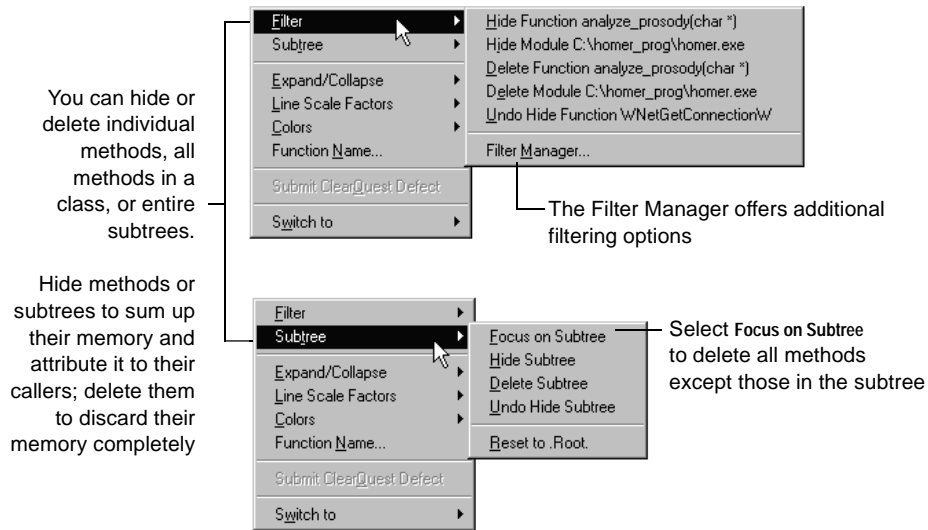 You can hide or
delete individual
methods, all
methods in a
class, or entire
subtrees.
Hide methods or
subtrees to sum up
their memory and
attribute it to their
callers; delete them
to discard their
memory completely
Filter
Subtree
Expand/Collapse
Line Scale Factors
Colors
Function Name...
Submit ClearQuest Defect
Switch to
Hide Function analyze_prosody(char *)
Hide Module C:\homer_prog\homer.exe
Delete Function analyze_prosody(char *)
Delete Module C:\homer_prog\homer.exe
Undo Hide Function WNetGetConnectionW
Filter Manager...
The Filter Manager offers additional
filtering options
Filter
Subtree
Expand/Collapse
Line Scale Factors
Colors
Function Name...
Submit ClearQuest Defect
Switch to
Focus on Subtree
Hide Subtree
Delete Subtree
Undo Hide Subtree
Reset to .Root.
Select Focus on Subtree
to delete all methods
except those in the subtree